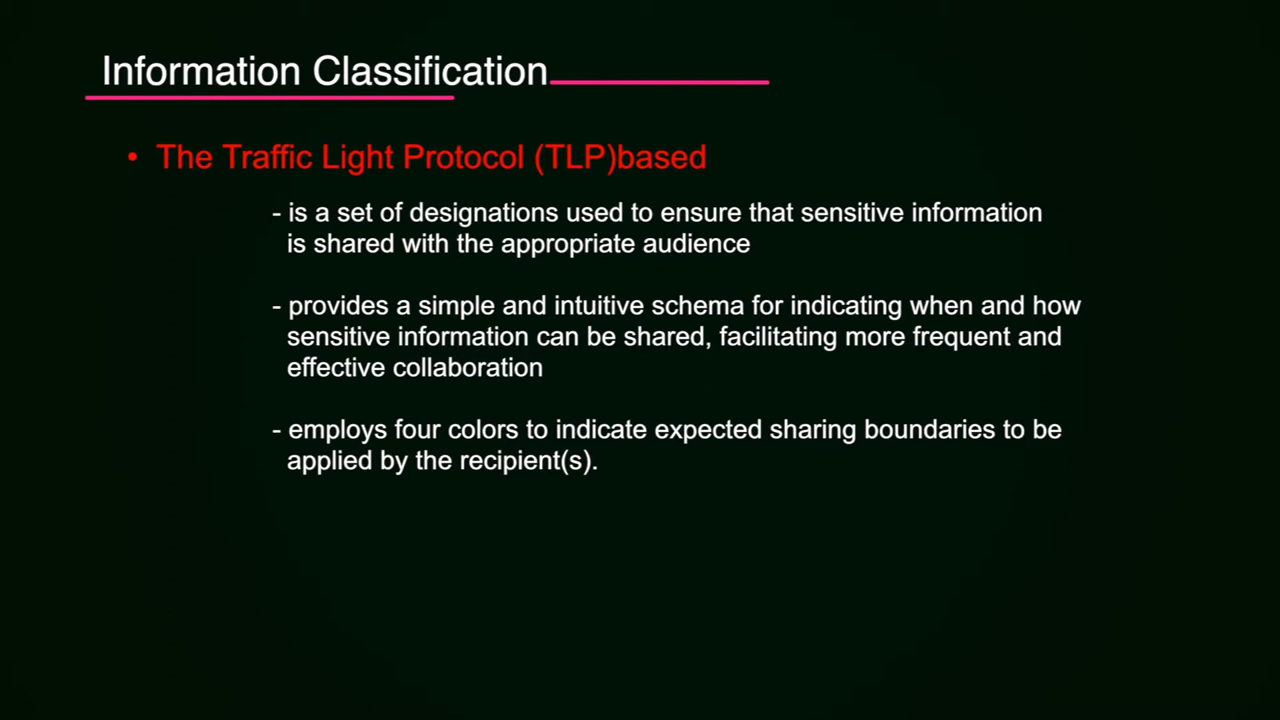 Information Classification
• The Traffic Light Protocol (TLP)based
- is a set of designations used to ensure that sensitive information
is shared with the appropriate audience
- provides a simple and intuitive schema for indicating when and how
sensitive information can be shared, facilitating more frequent and
effective collaboration
- employs four colors to indicate expected sharing boundaries to be
applied by the recipient(s).